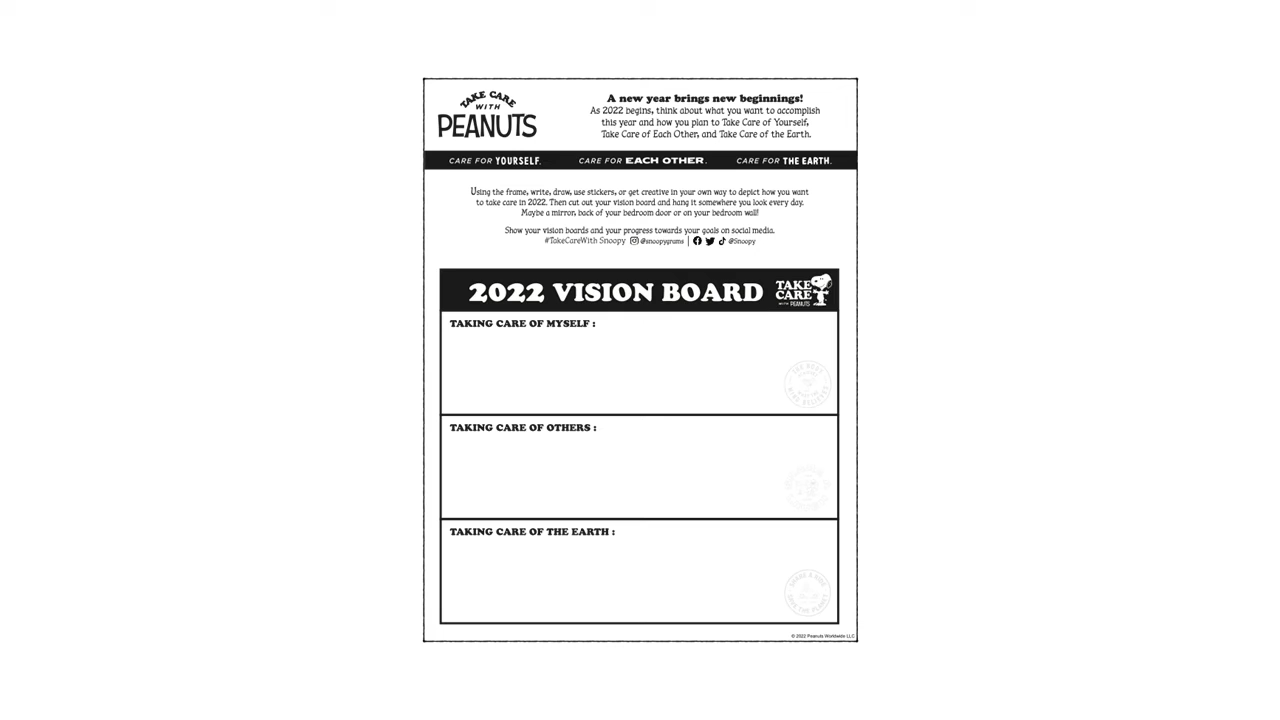 TAKE CARE
WITH
PEANUTS
A new year brings new beginnings!
As 2022 begins, think about what you want to accomplish
this year and how you plan to Take Care of Yourself,
Take Care of Each Other, and Take Care of the Earth.
CARE FOR YOURSELF.
CARE FOR EACH OTHER.
CARE FOR THE EARTH.
Using the frame, write, draw, use stickers, or get creative in your own way to depict how you want
to take care in 2022. Then cut out your vision board and hang it somewhere you look every day.
Maybe a mirror, back of your bedroom door or on your bedroom wall!
Show your vision boards and your progress towards your goals on social media.
#TakeCareWith Snoopy @snoopygrams | @Snoopy
2022 VISION BOARD
TAKE
CARE
WITH PEANUTS
TAKING CARE OF MYSELF :
TAKING CARE OF OTHERS :
TAKING CARE OF THE EARTH :
SHARE A RIDE
SAVE THE PLANET
© 2022 Peanuts Worldwide LLC